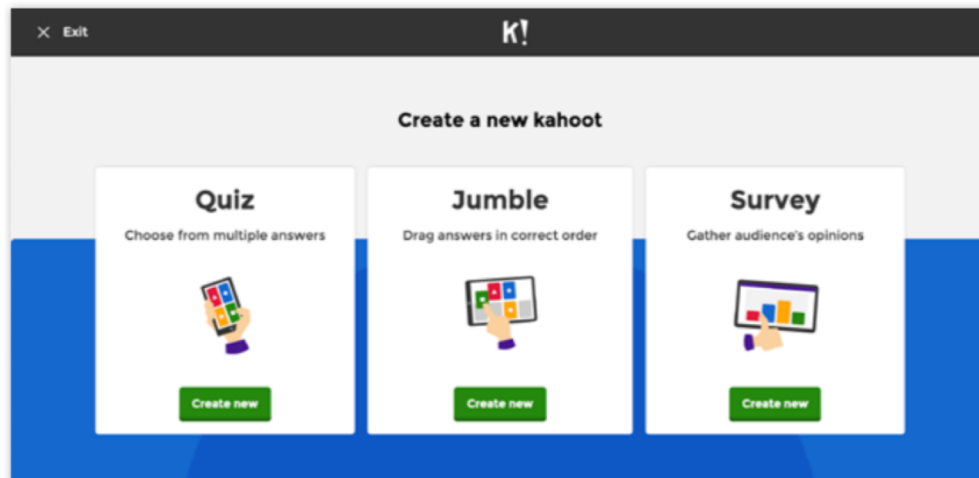 × Exit
K!
Create a new kahoot
Quiz
Choose from multiple answers
Create new
Jumble
Drag answers in correct order
Create new
Survey
Gather audience's opinions
Create new